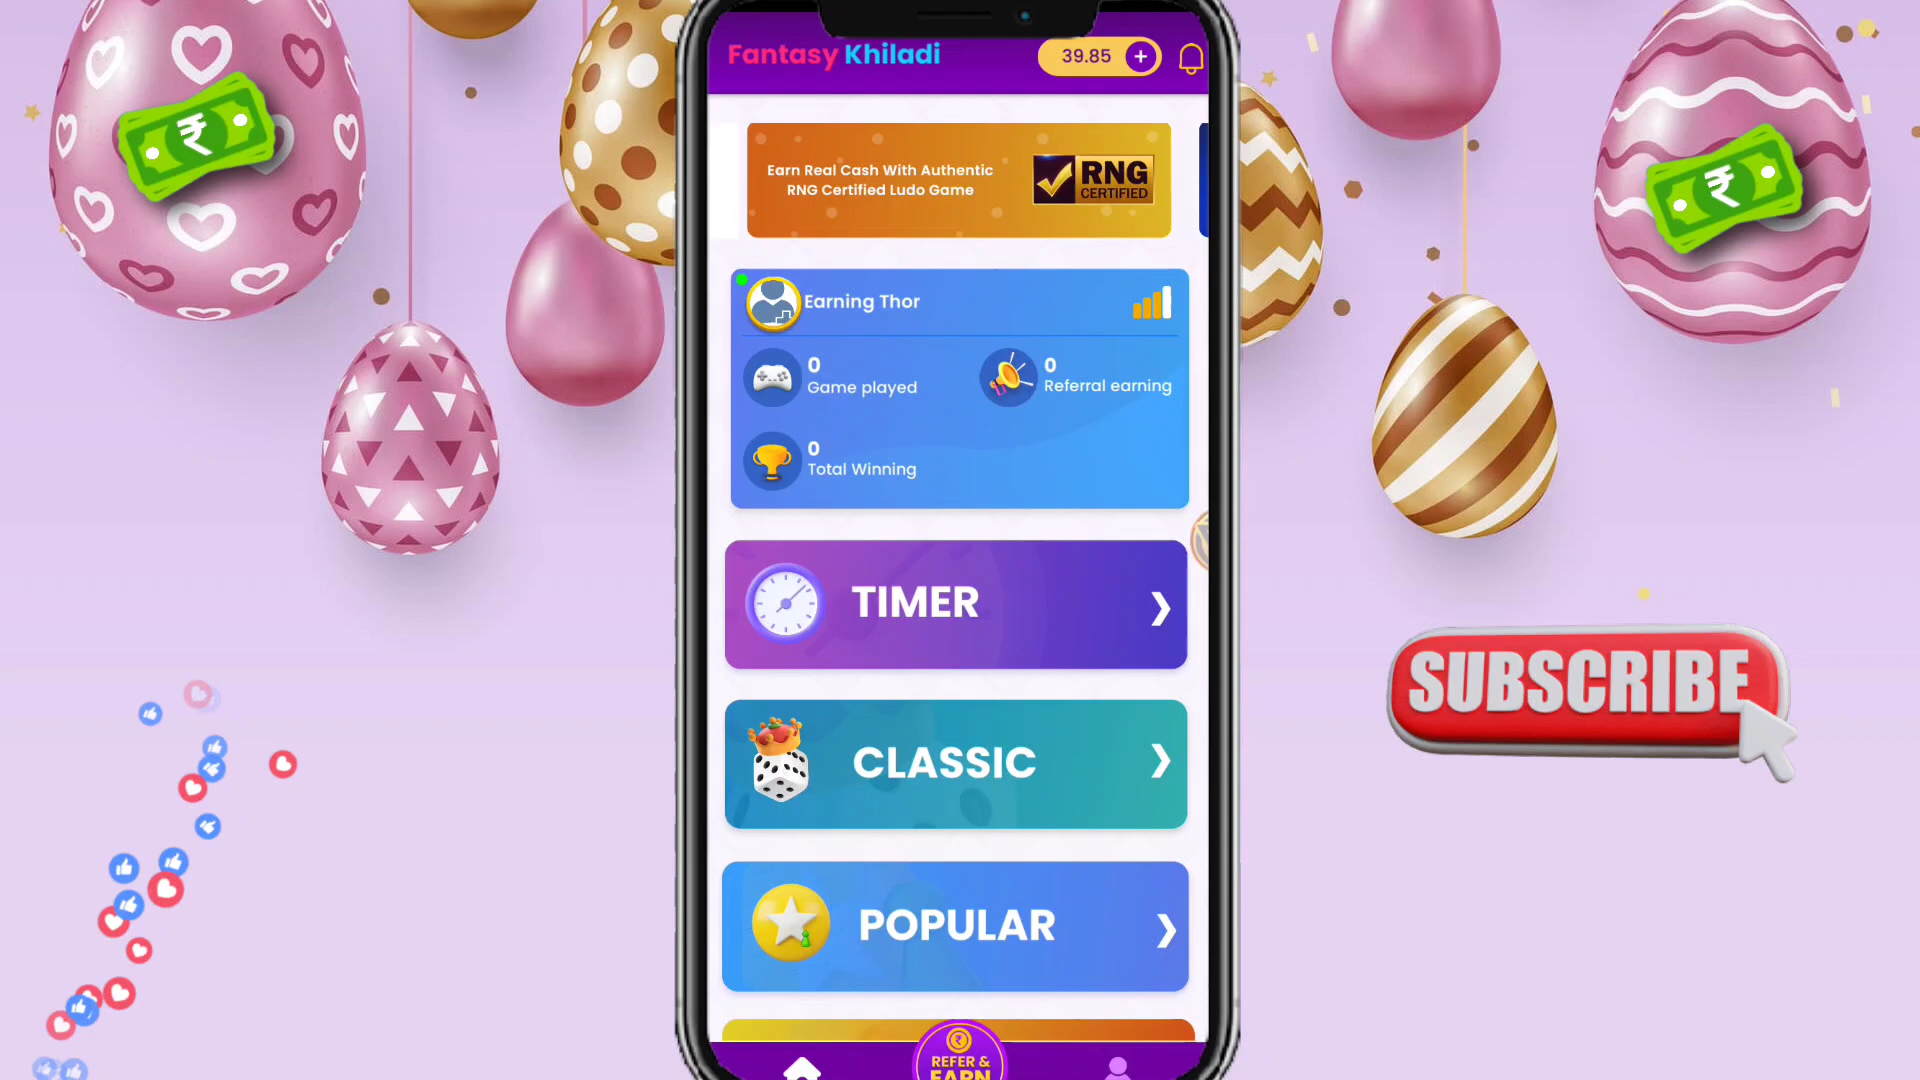 Fantasy Khiladi
39.85 +
Earn Real Cash With Authentic
RNG Certified Ludo Game
RNG
CERTIFIED
Earning Thor
0
Game played
0
Referral earning
0
Total Winning
TIMER
CLASSIC
POPULAR
REFER &
EARN
SUBSCRIBE
₹
₹
₹